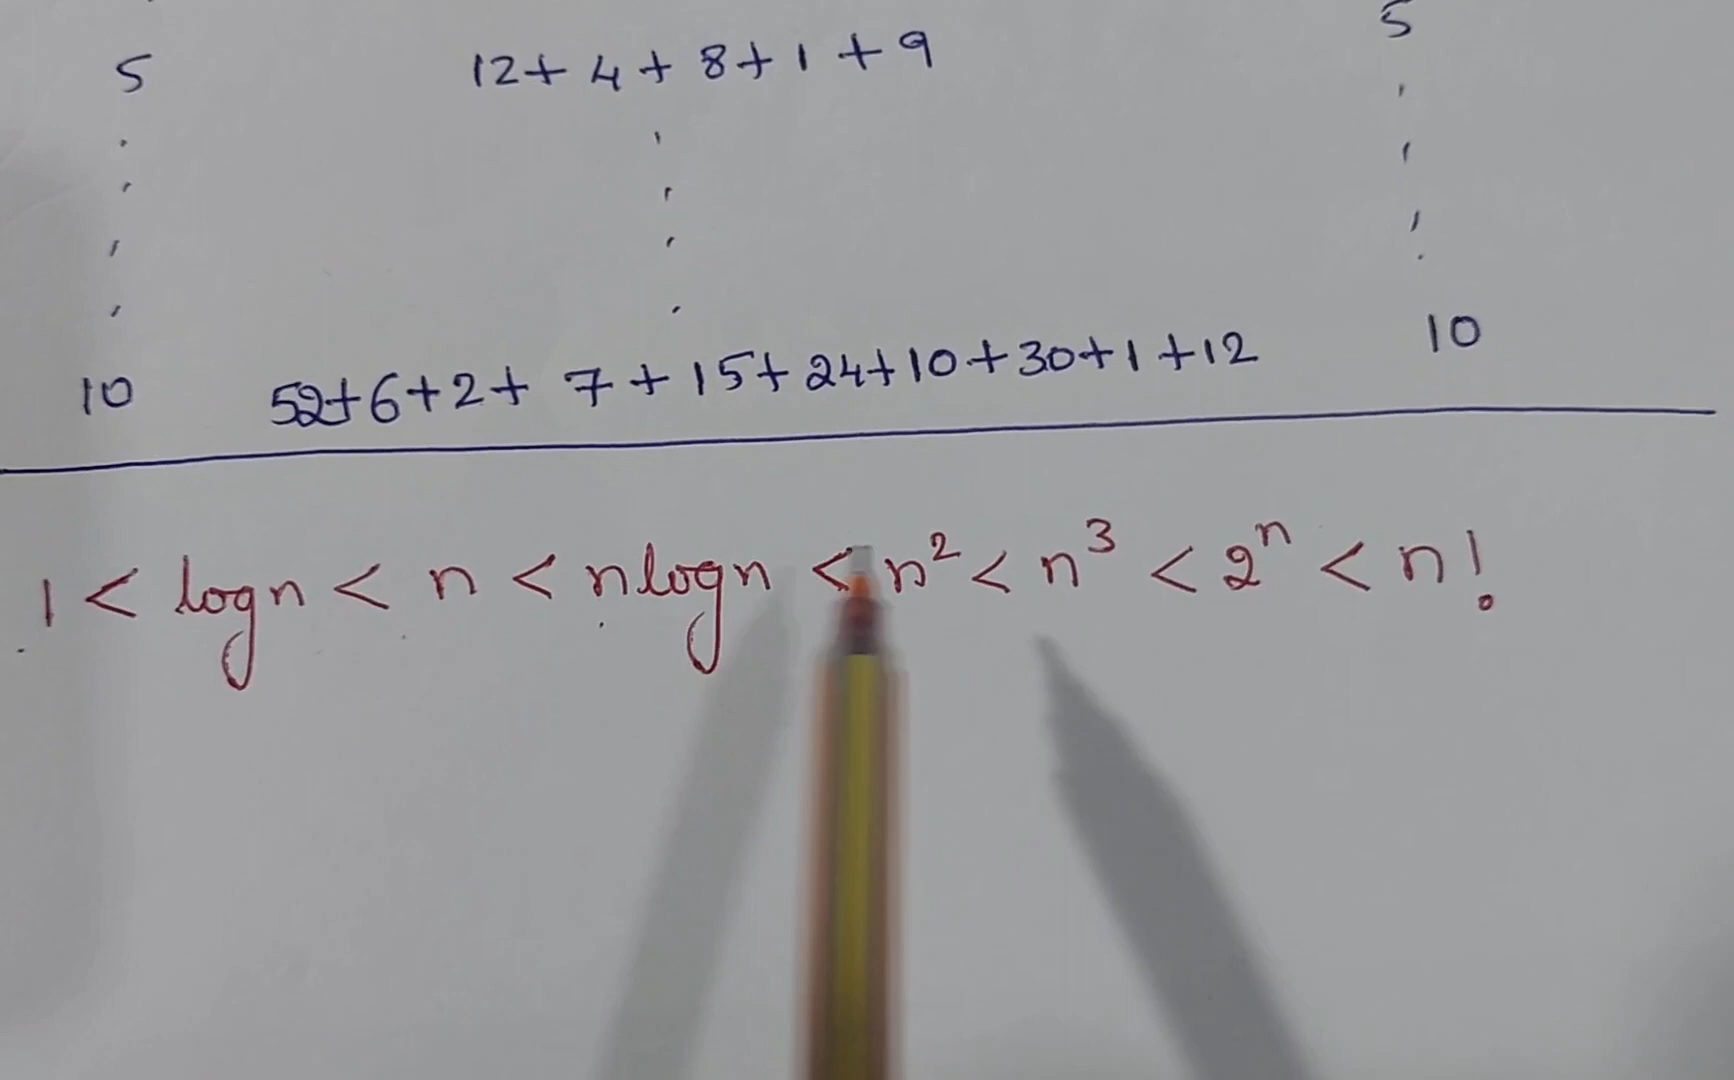 5 12+ 4 + 8 + 1 + 9 5
10 52+6+2+ 7 + 15+ 24+10+30+1+12 10
1 < logn < n < nlogn < n² < n³ < 2ⁿ < n!